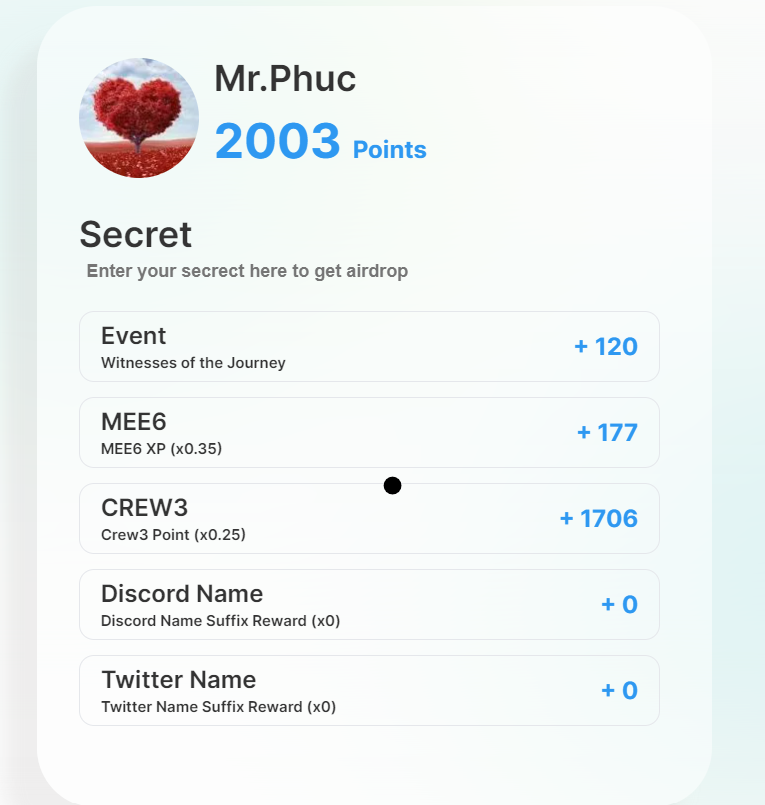 Mr.Phuc
2003 Points
Secret
Enter your secrect here to get airdrop
Event
Witnesses of the Journey
+ 120
MEE6
MEE6 XP (x0.35)
+ 177
CREW3
Crew3 Point (x0.25)
+ 1706
Discord Name
Discord Name Suffix Reward (x0)
+ 0
Twitter Name
Twitter Name Suffix Reward (x0)
+ 0